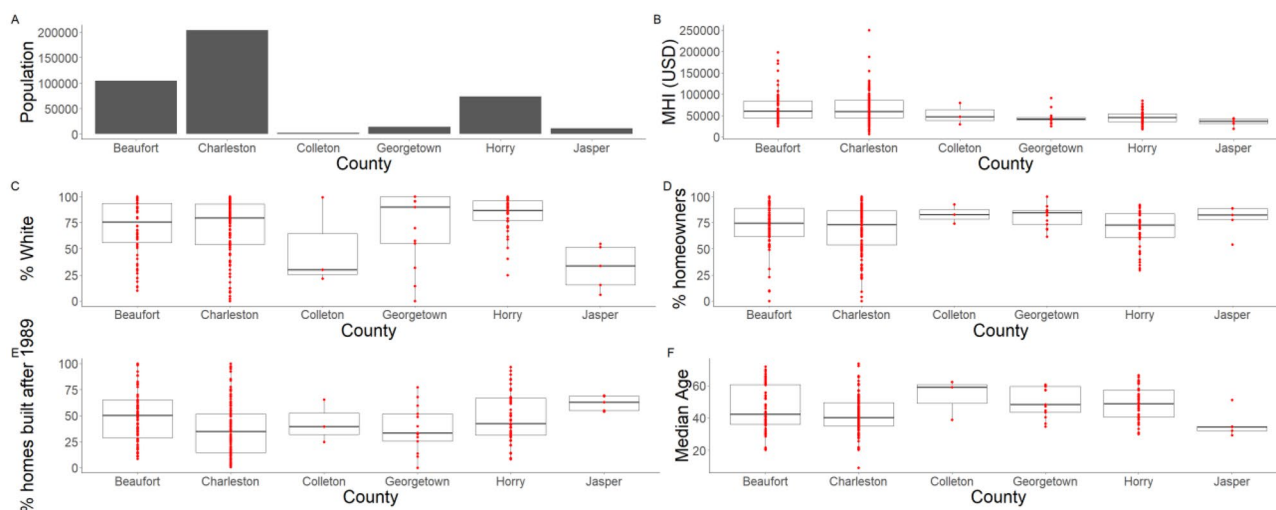 A
Population
200000
150000
100000
50000
0
Beaufort Charleston Colleton Georgetown Horry Jasper
County
B
MHI (USD)
250000
200000
150000
100000
50000
0
Beaufort Charleston Colleton Georgetown Horry Jasper
County
C
% White
100
75
50
25
0
Beaufort Charleston Colleton Georgetown Horry Jasper
County
D
% homeowners
100
75
50
25
0
Beaufort Charleston Colleton Georgetown Horry Jasper
County
E
% homes built after 1989
100
75
50
25
0
Beaufort Charleston Colleton Georgetown Horry Jasper
County
F
Median Age
60
40
20
Beaufort Charleston Colleton Georgetown Horry Jasper
County